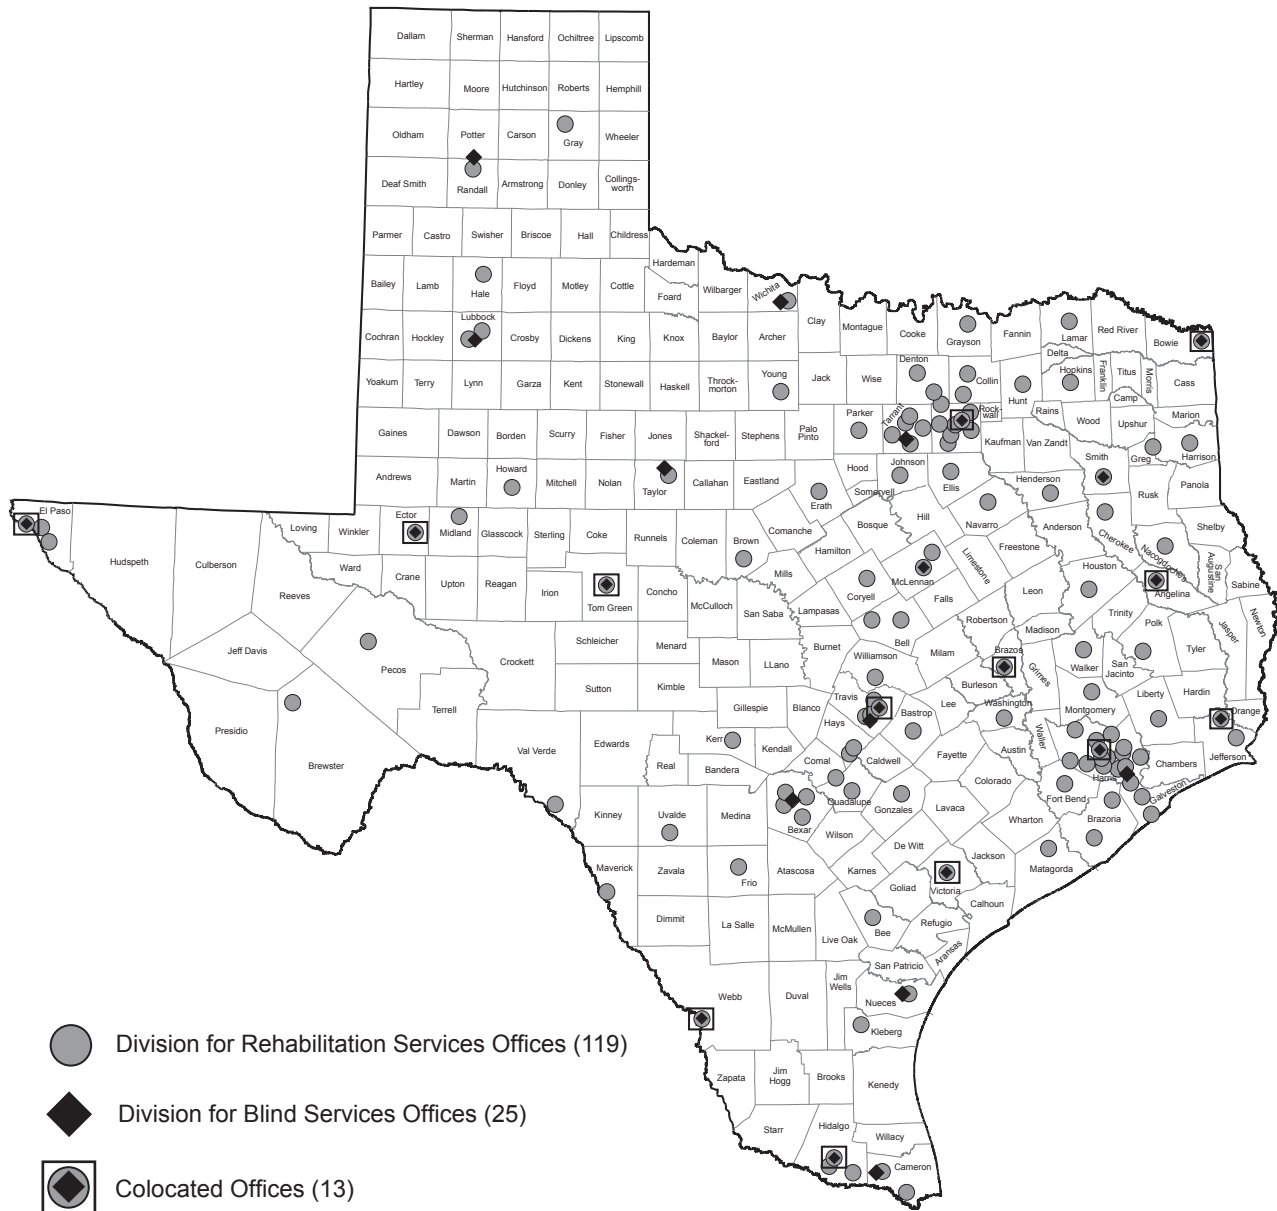 Dallam Sherman Hansford Ochiltree Lipscomb
Hartley Moore Hutchinson Roberts Hemphill
Oldham Potter Carson Gray Wheeler
Deaf Smith Randall Armstrong Donley Collings-
worth
Parmer Castro Swisher Briscoe Hall Childress
Hardeman
Bailey Lamb Hale Floyd Motley Cottle Foard Wilbarger Wichita
Lubbock
Cochran Hockley Crosby Dickens King Knox Baylor Archer Clay Montague Cooke Grayson Fannin Lamar Red River Bowie
Delta
Yoakum Terry Lynn Garza Kent Stonewall Haskell Throck-
morton Young Jack Wise Denton Collin Hunt Hopkins Franklin Titus Morris Cass
Camp
Gaines Dawson Borden Scurry Fisher Jones Shackel-
ford Stephens Palo
Pinto Parker Tarrant Rock-
wall Rains Wood Upshur Marion
Kaufman Van Zandt Smith Greg Harrison
Andrews Martin Howard Mitchell Nolan Taylor Callahan Eastland Erath Hood Somervell Johnson Ellis Henderson Rusk Panola
El Paso Hudspeth Culberson Loving Winkler Ector Midland Glasscock Sterling Coke Runnels Coleman Brown Comanche Bosque Hill Navarro Anderson Cherokee Shelby
Reeves Ward Crane Upton Reagan Irion Tom Green Concho McCulloch Mills Hamilton McLennan Limestone Freestone Houston Nacogdoches San
Augustine Sabine
Angelina
Jeff Davis Pecos Crockett Schleicher Menard San Saba Lampasas Coryell Falls Leon Trinity Polk Jasper Newton
Presidio Brewster Terrell Sutton Kimble Mason LLano Burnet Bell Milam Robertson Madison Walker San
Jacinto Tyler
Williamson Brazos Grimes
Burleson
Val Verde Edwards Gillespie Blanco Travis Lee Washington Montgomery Liberty Hardin Orange
Hays Bastrop
Real Kerr Kendall Comal Caldwell Fayette Austin Waller Harris Chambers Jefferson
Bandera
Kinney Uvalde Medina Bexar Guadalupe Gonzales Lavaca Colorado Fort Bend Galveston
Wilson Wharton Brazoria
Maverick Zavala Frio Atascosa Karnes De Witt Jackson Matagorda
Goliad Victoria
Dimmit La Salle McMullen Live Oak Bee Refugio Calhoun
San Patricio Aransas
Webb Duval Jim
Wells Nueces
Kleberg
Zapata Jim
Hogg Brooks Kenedy
Starr Hidalgo Willacy
Cameron
Division for Rehabilitation Services Offices (119)
Division for Blind Services Offices (25)
Colocated Offices (13)